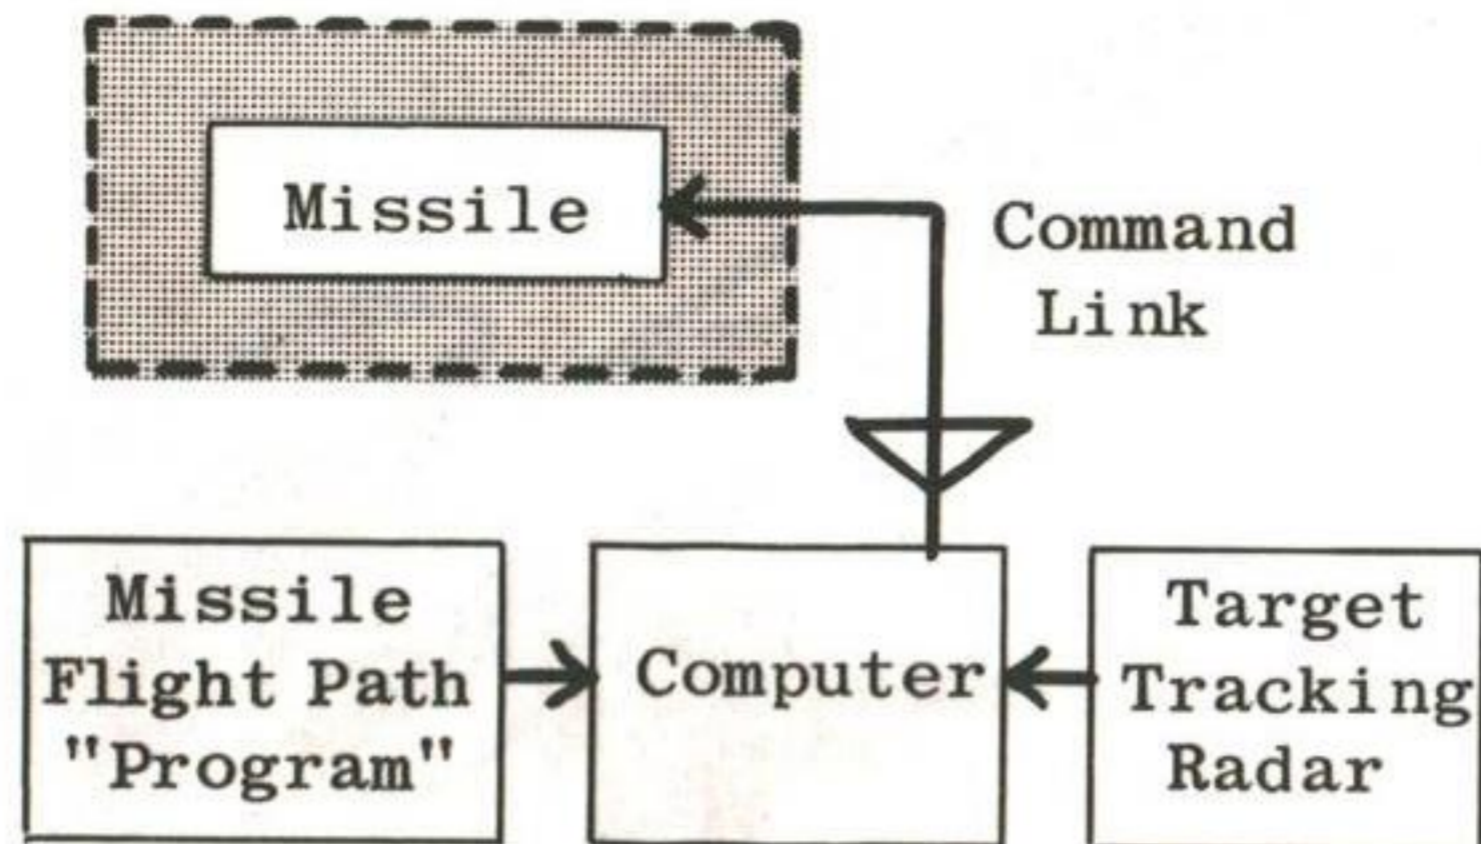 Missile
Command
Link
Missile
Flight Path
"Program"
Computer
Target
Tracking
Radar